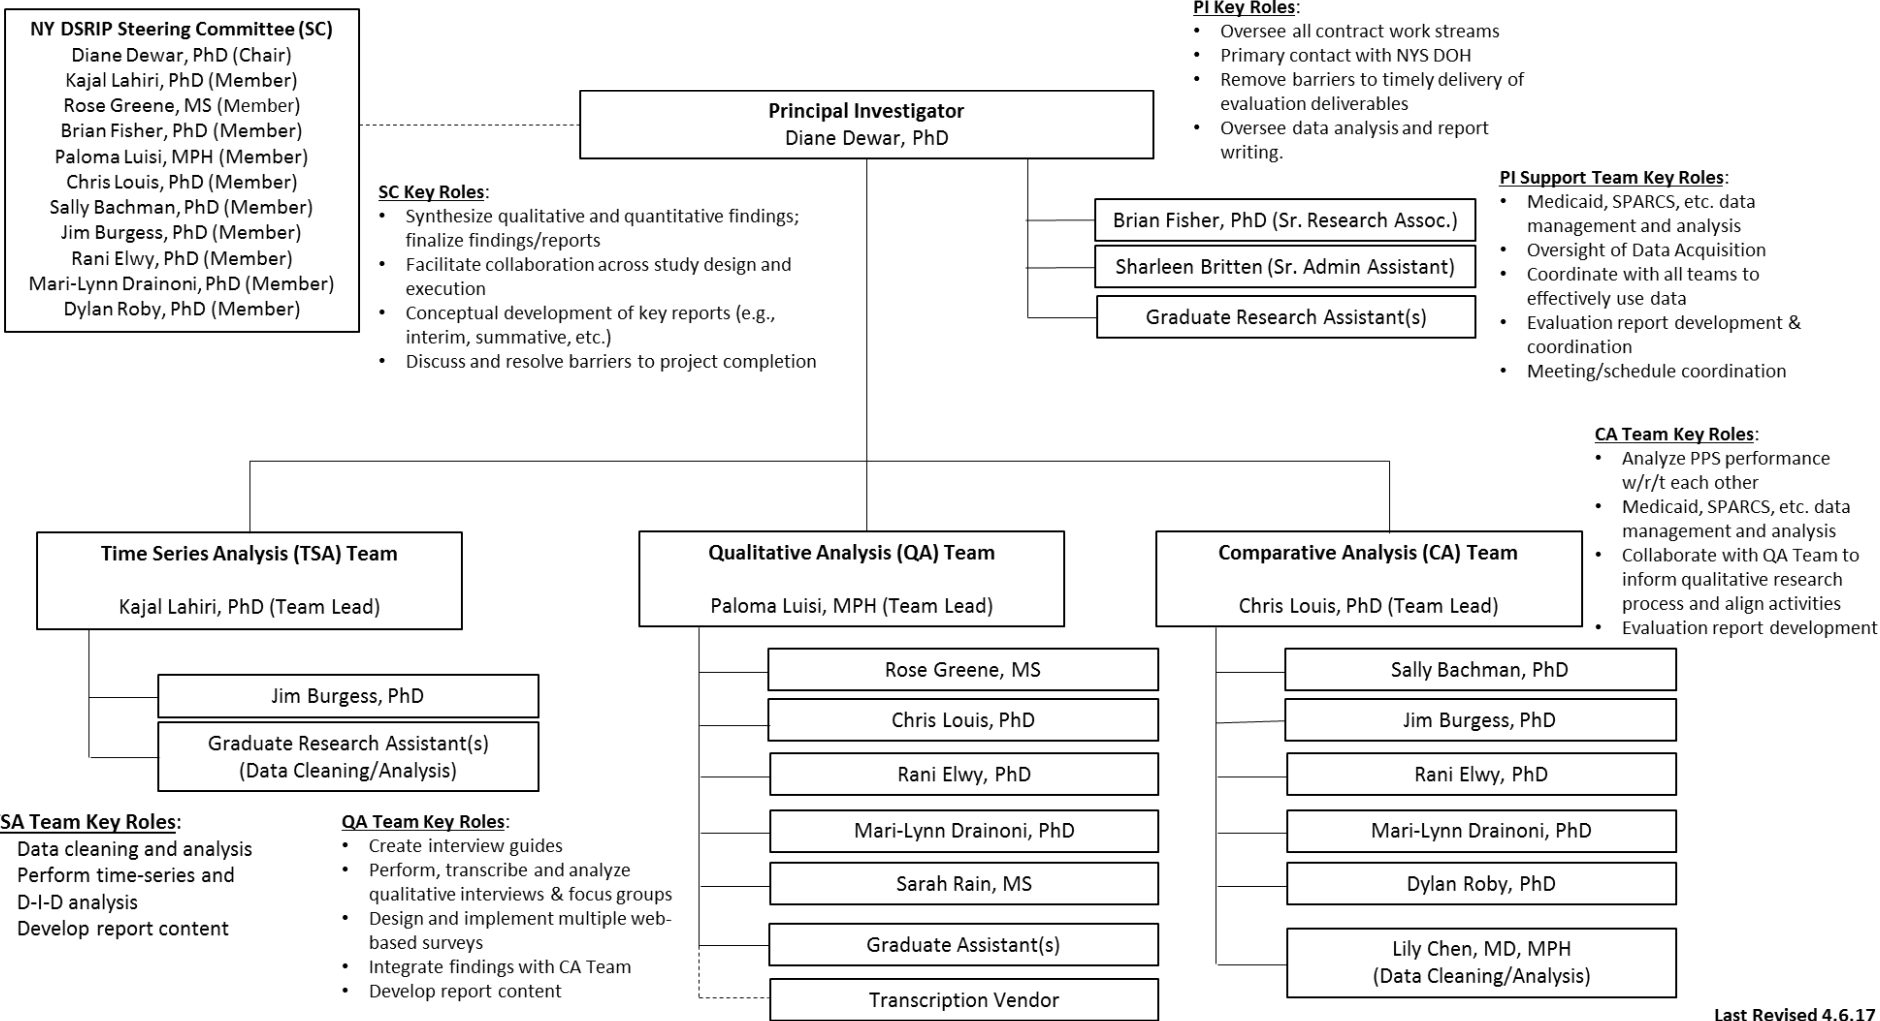 NY DSRIP Steering Committee (SC)
Diane Dewar, PhD (Chair)
Kajal Lahiri, PhD (Member)
Rose Greene, MS (Member)
Brian Fisher, PhD (Member)
Paloma Luisi, MPH (Member)
Chris Louis, PhD (Member)
Sally Bachman, PhD (Member)
Jim Burgess, PhD (Member)
Rani Elwy, PhD (Member)
Mari-Lynn Drainoni, PhD (Member)
Dylan Roby, PhD (Member)
Principal Investigator
Diane Dewar, PhD
PI Key Roles:
• Oversee all contract work streams
• Primary contact with NYS DOH
• Remove barriers to timely delivery of
evaluation deliverables
• Oversee data analysis and report
writing.
SC Key Roles:
• Synthesize qualitative and quantitative findings;
finalize findings/reports
• Facilitate collaboration across study design and
execution
• Conceptual development of key reports (e.g.,
interim, summative, etc.)
• Discuss and resolve barriers to project completion
Brian Fisher, PhD (Sr. Research Assoc.)
Sharleen Britten (Sr. Admin Assistant)
Graduate Research Assistant(s)
PI Support Team Key Roles:
• Medicaid, SPARCS, etc. data
management and analysis
• Oversight of Data Acquisition
• Coordinate with all teams to
effectively use data
• Evaluation report development &
coordination
• Meeting/schedule coordination
Time Series Analysis (TSA) Team
Kajal Lahiri, PhD (Team Lead)
Jim Burgess, PhD
Graduate Research Assistant(s)
(Data Cleaning/Analysis)
SA Team Key Roles:
Data cleaning and analysis
Perform time-series and
D-I-D analysis
Develop report content
Qualitative Analysis (QA) Team
Paloma Luisi, MPH (Team Lead)
Rose Greene, MS
Chris Louis, PhD
Rani Elwy, PhD
Mari-Lynn Drainoni, PhD
Sarah Rain, MS
Graduate Assistant(s)
Transcription Vendor
QA Team Key Roles:
• Create interview guides
• Perform, transcribe and analyze
qualitative interviews & focus groups
• Design and implement multiple web-
based surveys
• Integrate findings with CA Team
• Develop report content
Comparative Analysis (CA) Team
Chris Louis, PhD (Team Lead)
Sally Bachman, PhD
Jim Burgess, PhD
Rani Elwy, PhD
Mari-Lynn Drainoni, PhD
Dylan Roby, PhD
Lily Chen, MD, MPH
(Data Cleaning/Analysis)
CA Team Key Roles:
• Analyze PPS performance
w/r/t each other
• Medicaid, SPARCS, etc. data
management and analysis
• Collaborate with QA Team to
inform qualitative research
process and align activities
• Evaluation report development
Last Revised 4.6.17